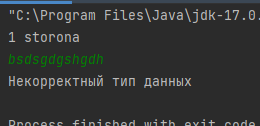 "C:\Program Files\Java\jdk-17.0.
1 storona
bsdsgdgshgdh
Некорректный тип данных
Process finished with exit code